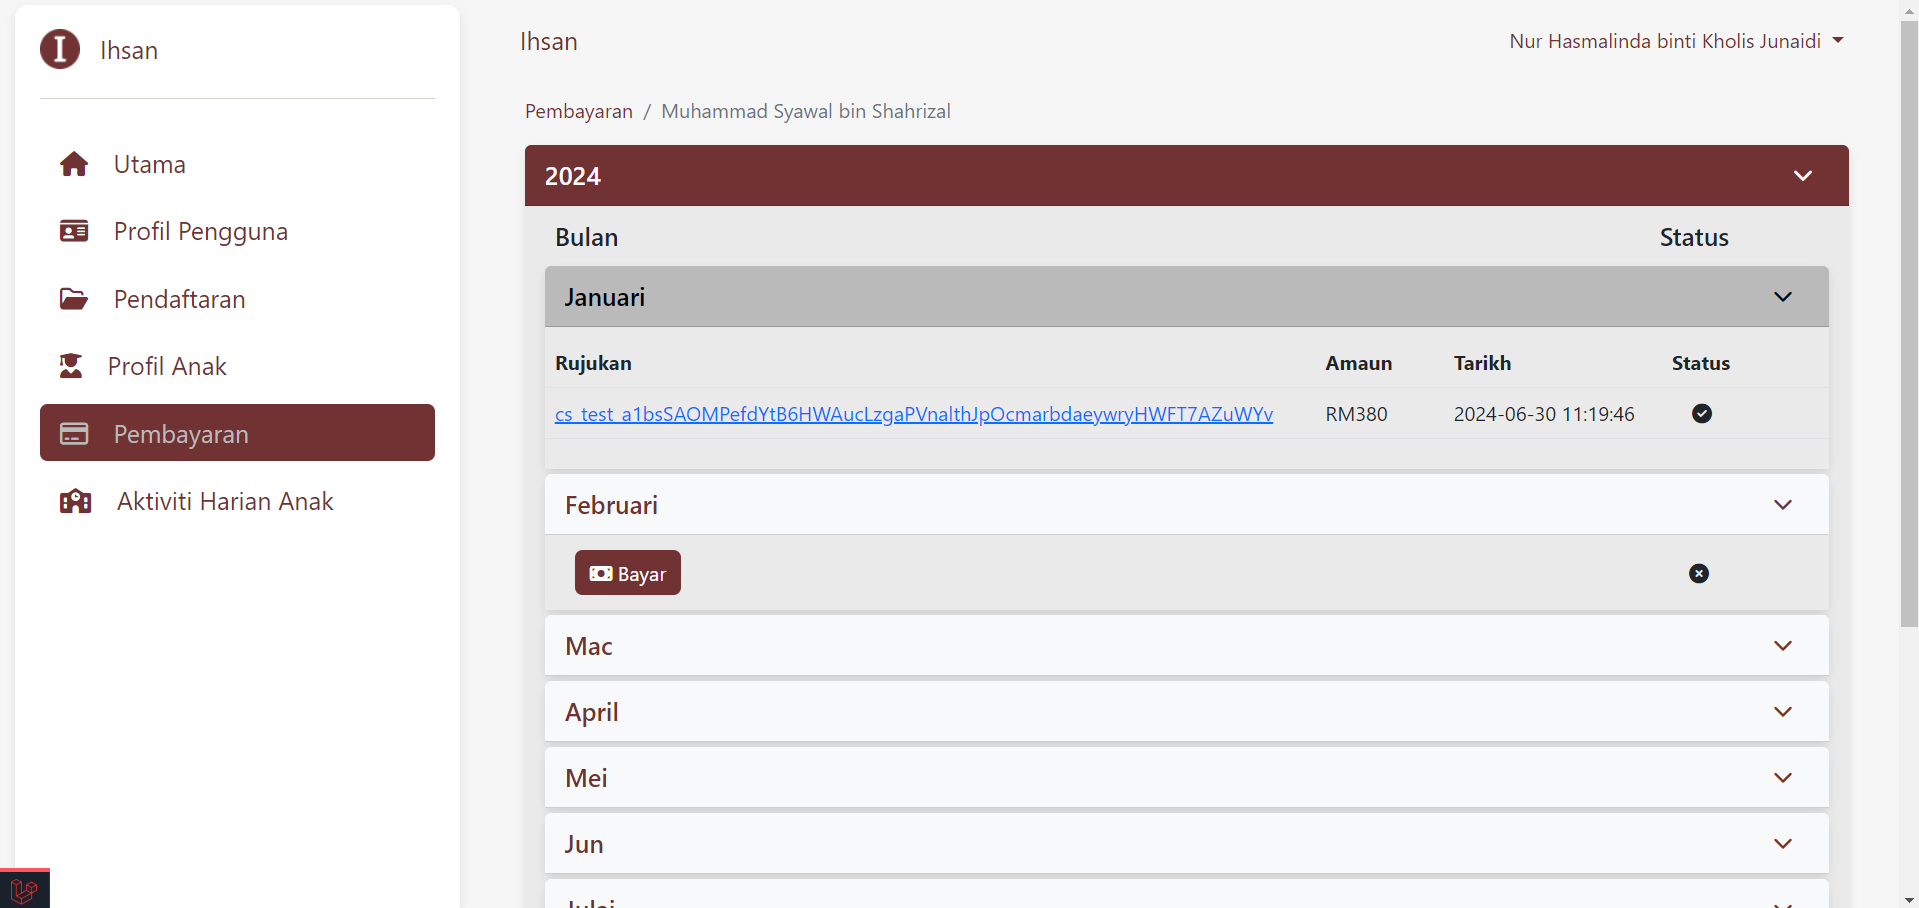 I Ihsan
Utama
Profil Pengguna
Pendaftaran
Profil Anak
Pembayaran
Aktiviti Harian Anak
Ihsan
Nur Hasmalinda binti Kholis Junaidi
Pembayaran / Muhammad Syawal bin Shahrizal
2024
Bulan Status
Januari
Rujukan Amaun Tarikh Status
cs_test_a1bsSAOMPefdYtB6HWAucLzgaPVnalthJpOcmarbdaeywryHWFT7AZuWYv RM380 2024-06-30 11:19:46
Februari
Bayar
Mac
April
Mei
Jun
Julai